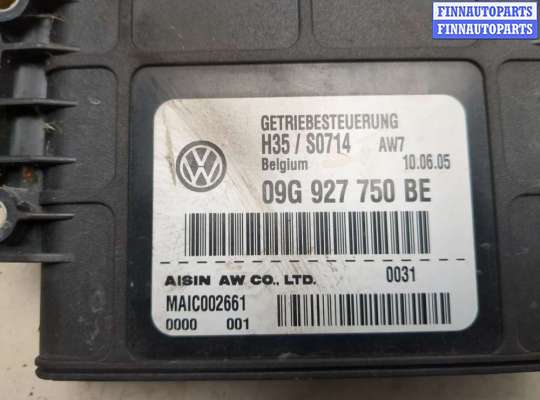 FINNAUTOPARTS
FINNAUTOPARTS
GETRIEBESTEUERUNG
H35 / S0714 AW7
Belgium 10.06.05
09G 927 750 BE
AISIN AW CO., LTD. 0031
MAIC002661
0000 001